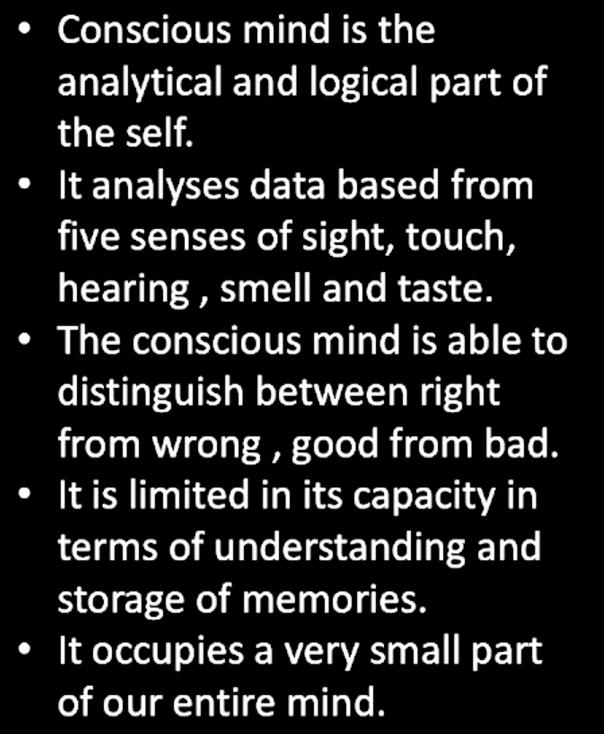 • Conscious mind is the
analytical and logical part of
the self.
• It analyses data based from
five senses of sight, touch,
hearing , smell and taste.
• The conscious mind is able to
distinguish between right
from wrong , good from bad.
• It is limited in its capacity in
terms of understanding and
storage of memories.
• It occupies a very small part
of our entire mind.